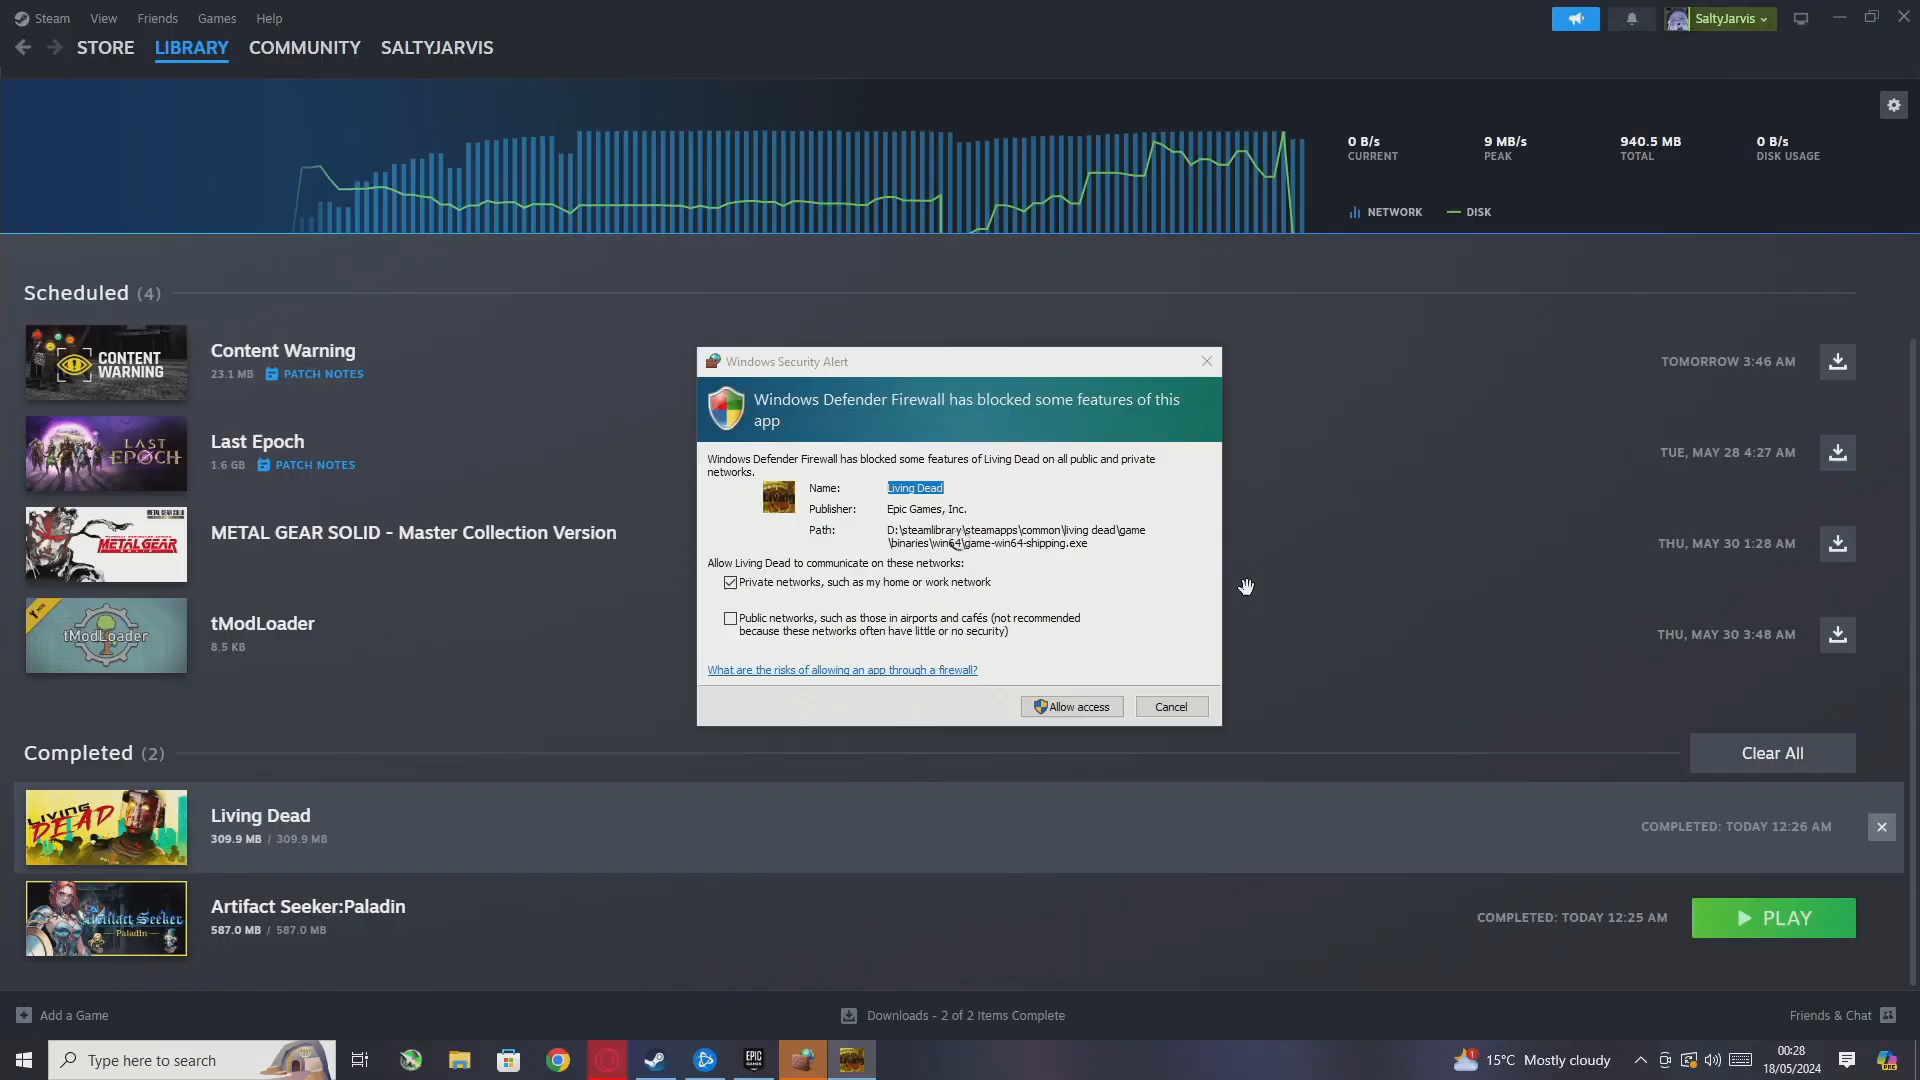 Steam View Friends Games Help
SaltyJarvis
STORE LIBRARY COMMUNITY SALTYJARVIS
0 B/s 9 MB/s 940.5 MB 0 B/s
CURRENT PEAK TOTAL DISK USAGE
NETWORK DISK
Scheduled (4)
CONTENT WARNING
Content Warning
23.1 MB PATCH NOTES
TOMORROW 3:46 AM
LAST EPOCH
Last Epoch
1.6 GB PATCH NOTES
TUE, MAY 28 4:27 AM
METAL GEAR SOLID
METAL GEAR SOLID - Master Collection Version
THU, MAY 30 1:28 AM
tModLoader
tModLoader
8.5 KB
THU, MAY 30 3:48 AM
Windows Security Alert
Windows Defender Firewall has blocked some features of this
app
Windows Defender Firewall has blocked some features of Living Dead on all public and private
networks.
Name: Living Dead
Publisher: Epic Games, Inc.
Path: D:\steamlibrary\steamapps\common\living dead\game
\binaries\win64\game-win64-shipping.exe
Allow Living Dead to communicate on these networks:
Private networks, such as my home or work network
Public networks, such as those in airports and cafés (not recommended
because these networks often have little or no security)
What are the risks of allowing an app through a firewall?
Allow access Cancel
Completed (2)
Clear All
LIVING DEAD
Living Dead
309.9 MB / 309.9 MB
COMPLETED: TODAY 12:26 AM
Artifact Seeker
Paladin
Artifact Seeker:Paladin
587.0 MB / 587.0 MB
COMPLETED: TODAY 12:25 AM
PLAY
Add a Game
Downloads - 2 of 2 Items Complete
Friends & Chat
Type here to search
EPIC GAMES
1
15°C Mostly cloudy
00:28
18/05/2024
PRE